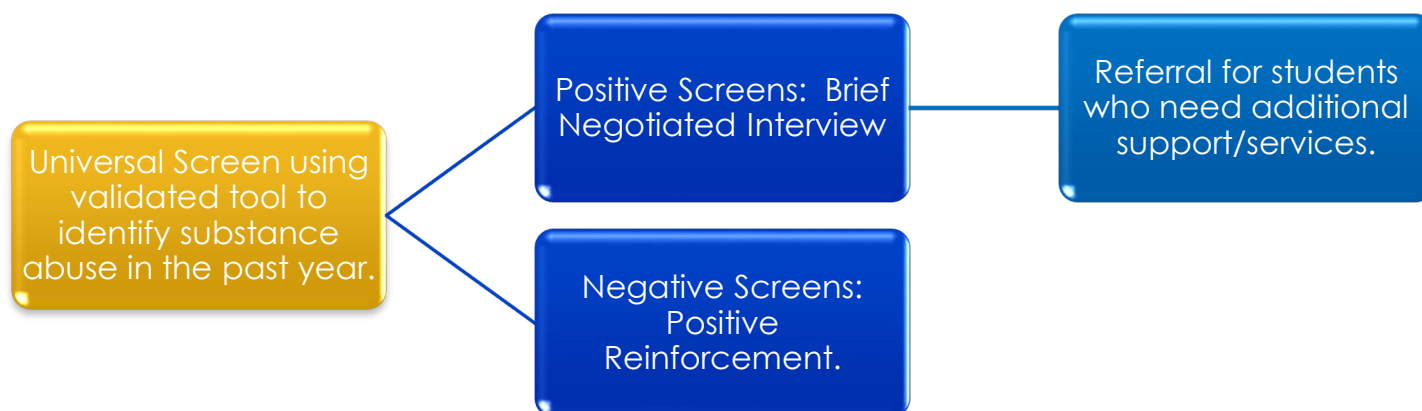 Universal Screen using
validated tool to
identify substance
abuse in the past year.
Positive Screens:  Brief
Negotiated Interview
Referral for students
who need additional
support/services.
Negative Screens:
Positive
Reinforcement.